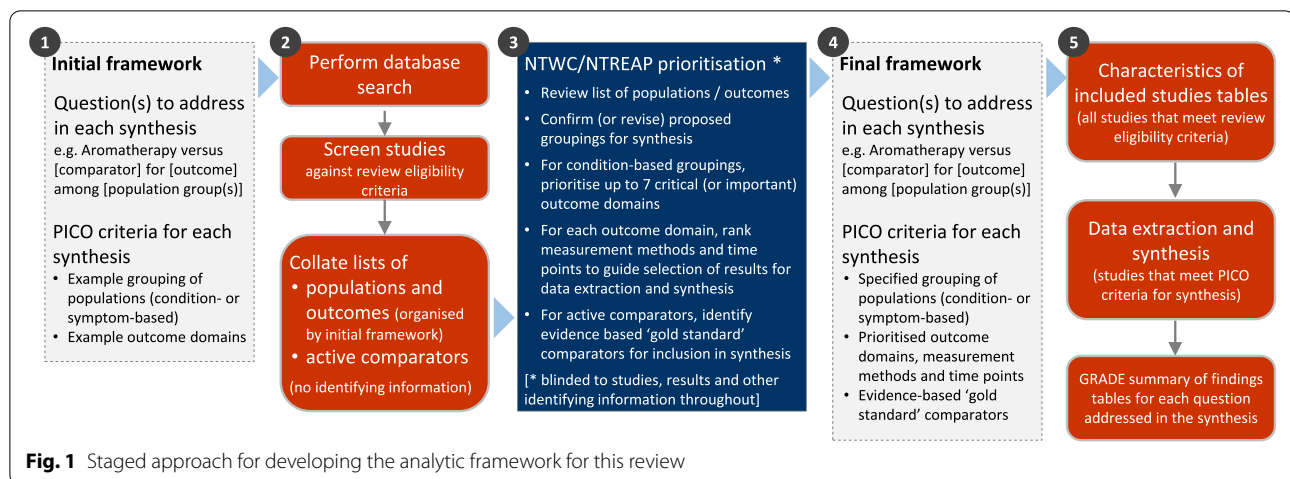 1
Initial framework
Question(s) to address
in each synthesis
e.g. Aromatherapy versus
[comparator] for [outcome]
among [population group(s)]
PICO criteria for each
synthesis
• Example grouping of
populations (condition- or
symptom-based)
• Example outcome domains
2
Perform database
search
Screen studies
against review eligibility
criteria
Collate lists of
• populations and
outcomes (organised
by initial framework)
• active comparators
(no identifying information)
3
NTWC/NTREAP prioritisation *
• Review list of populations / outcomes
• Confirm (or revise) proposed
groupings for synthesis
• For condition-based groupings,
prioritise up to 7 critical (or important)
outcome domains
• For each outcome domain, rank
measurement methods and time
points to guide selection of results for
data extraction and synthesis
• For active comparators, identify
evidence based ‘gold standard’
comparators for inclusion in synthesis
[* blinded to studies, results and other
identifying information throughout]
4
Final framework
Question(s) to address
in each synthesis
e.g. Aromatherapy versus
[comparator] for [outcome]
among [population group(s)]
PICO criteria for each
synthesis
• Specified grouping of
populations (condition- or
symptom-based)
• Prioritised outcome
domains, measurement
methods and time points
• Evidence-based ‘gold
standard’ comparators
5
Characteristics of
included studies tables
(all studies that meet review
eligibility criteria)
Data extraction and
synthesis
(studies that meet PICO
criteria for synthesis)
GRADE summary of findings
tables for each question
addressed in the synthesis
Fig. 1 Staged approach for developing the analytic framework for this review